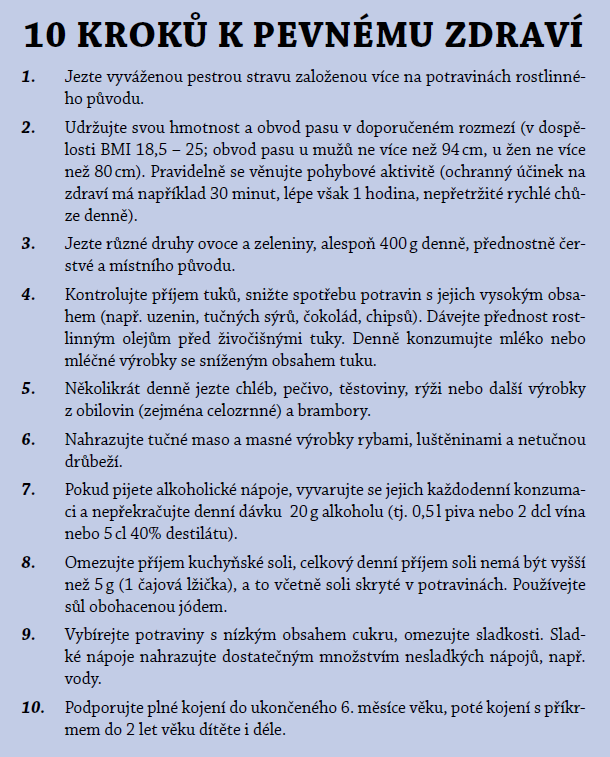 10 KROKŮ K PEVNÉMU ZDRAVÍ
1. Jezte vyváženou pestrou stravu založenou více na potravinách rostlinné-
ho původu.
2. Udržujte svou hmotnost a obvod pasu v doporučeném rozmezí (v dospě-
losti BMI 18,5 – 25; obvod pasu u mužů ne více než 94 cm, u žen ne více
než 80 cm). Pravidelně se věnujte pohybové aktivitě (ochranný účinek na
zdraví má například 30 minut, lépe však 1 hodina, nepřetržité rychlé chů-
ze denně).
3. Jezte různé druhy ovoce a zeleniny, alespoň 400 g denně, přednostně čer-
stvé a místního původu.
4. Kontrolujte příjem tuků, snižte spotřebu potravin s jejich vysokým obsa-
hem (např. uzenin, tučných sýrů, čokolád, chipsů). Dávejte přednost rost-
linným olejům před živočišnými tuky. Denně konzumujte mléko nebo
mléčné výrobky se sníženým obsahem tuku.
5. Několikrát denně jezte chléb, pečivo, těstoviny, rýži nebo další výrobky
z obilovin (zejména celozrnné) a brambory.
6. Nahrazujte tučné maso a masné výrobky rybami, luštěninami a netučnou
drůbeží.
7. Pokud pijete alkoholické nápoje, vyvarujte se jejich každodenní konzuma-
ci a nepřekračujte denní dávku 20 g alkoholu (tj. 0,5 l piva nebo 2 dcl vína
nebo 5 cl 40% destilátu).
8. Omezujte příjem kuchyňské soli, celkový denní příjem soli nemá být vyšší
než 5 g (1 čajová lžička), a to včetně soli skryté v potravinách. Používejte
sůl obohacenou jódem.
9. Vybírejte potraviny s nízkým obsahem cukru, omezujte sladkosti. Slad-
ké nápoje nahrazujte dostatečným množstvím nesladkých nápojů, např.
vody.
10. Podporujte plné kojení do ukončeného 6. měsíce věku, poté kojení s příkr-
mem do 2 let věku dítěte i déle.